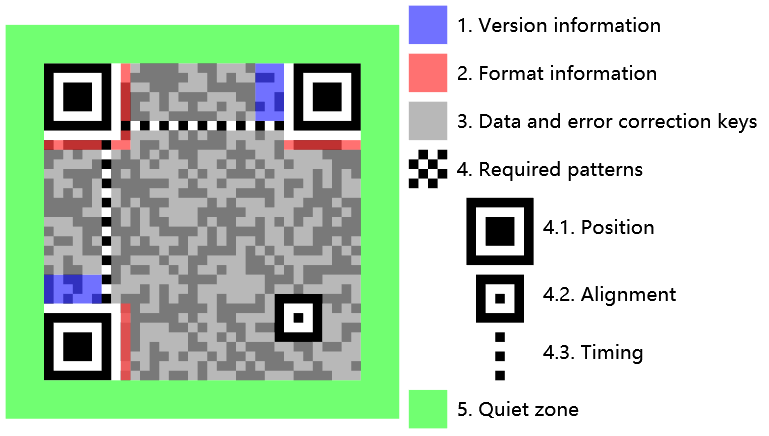 1. Version information
2. Format information
3. Data and error correction keys
4. Required patterns
4.1. Position
4.2. Alignment
4.3. Timing
5. Quiet zone